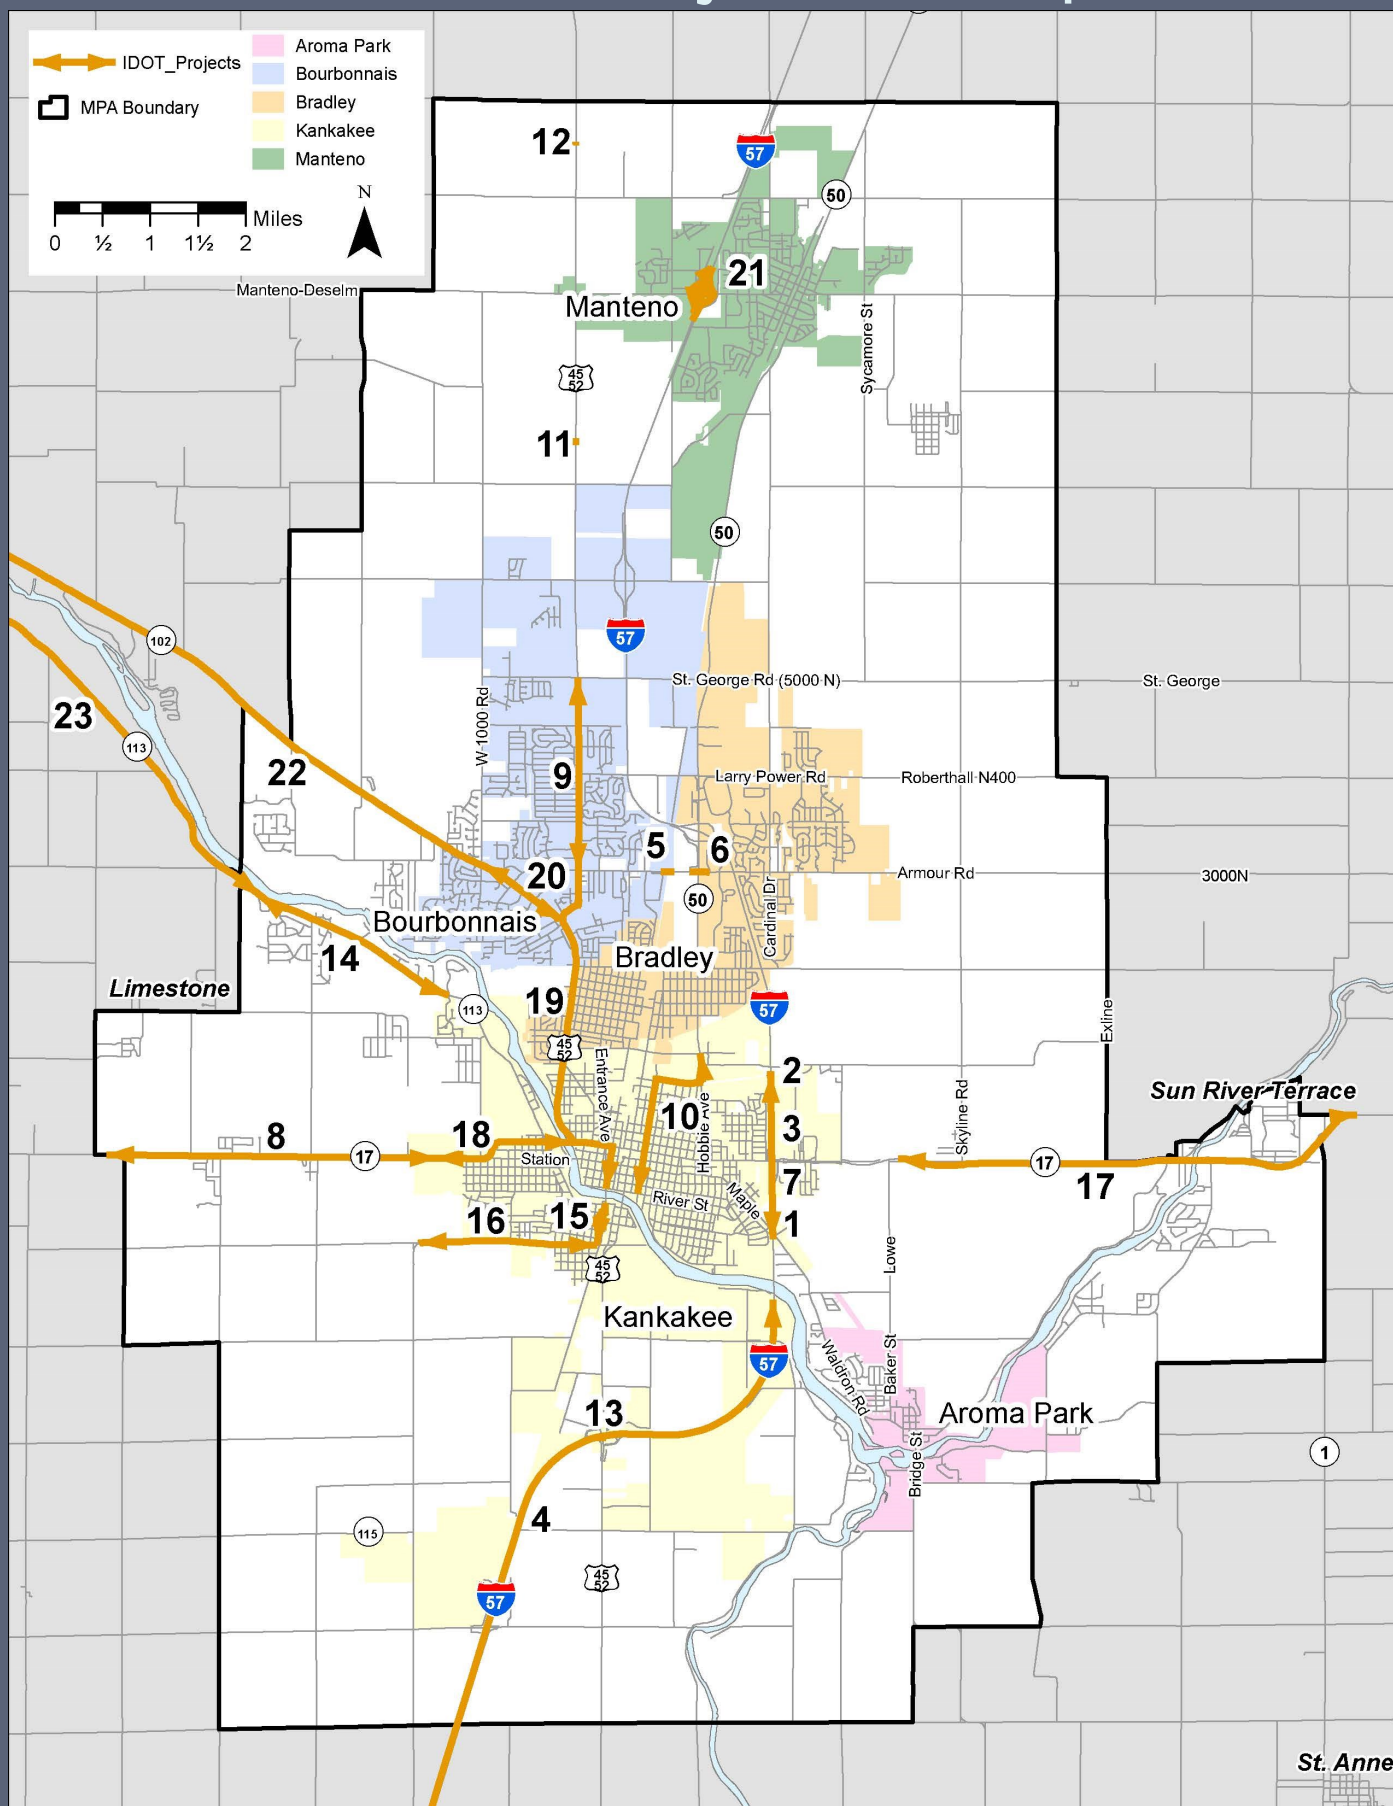 IDOT_Projects
MPA Boundary
Aroma Park
Bourbonnais
Bradley
Kankakee
Manteno
N
Miles
0 ½ 1 1½ 2
12
57
50
21
Manteno-Deselm
Manteno
Sycamore St
45
52
11
50
102
57
St. George Rd (5000 N)
St. George
23
113
W 1000 Rd
22
9
Larry Power Rd
Roberthall N400
5
6
20
Armour Rd
3000N
50
Cardinal Dr
Bourbonnais
14
Bradley
Limestone
113
19
57
Exline
45
52
Entrance Ave
2
Sun River Terrace
10
Hobbie Ave
3
Skyline Rd
8
17
18
Station
17
17
7
River St
Maple
16
15
1
45
52
Lowe
Kankakee
57
Waldron Rd
Baker St
13
Aroma Park
Bridge St
1
4
115
45
52
57
St. Anne